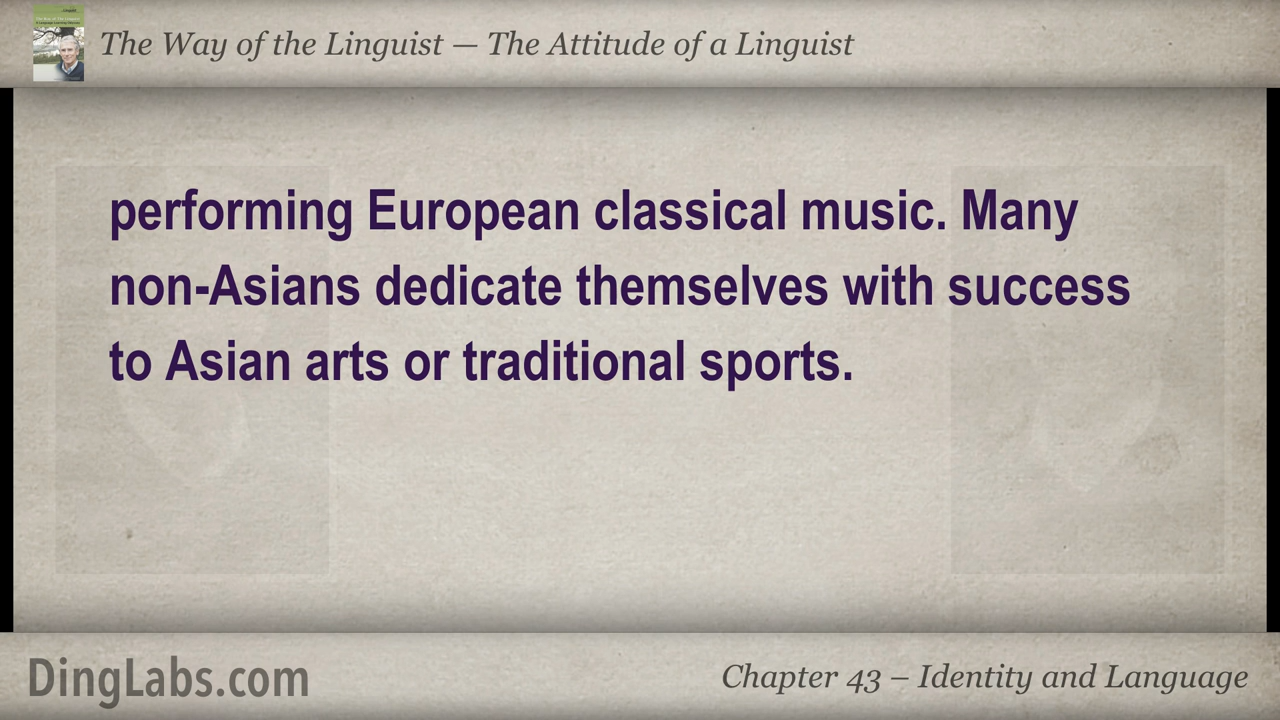 The Way of the Linguist — The Attitude of a Linguist
performing European classical music. Many
non-Asians dedicate themselves with success
to Asian arts or traditional sports.
DingLabs.com
Chapter 43 – Identity and Language